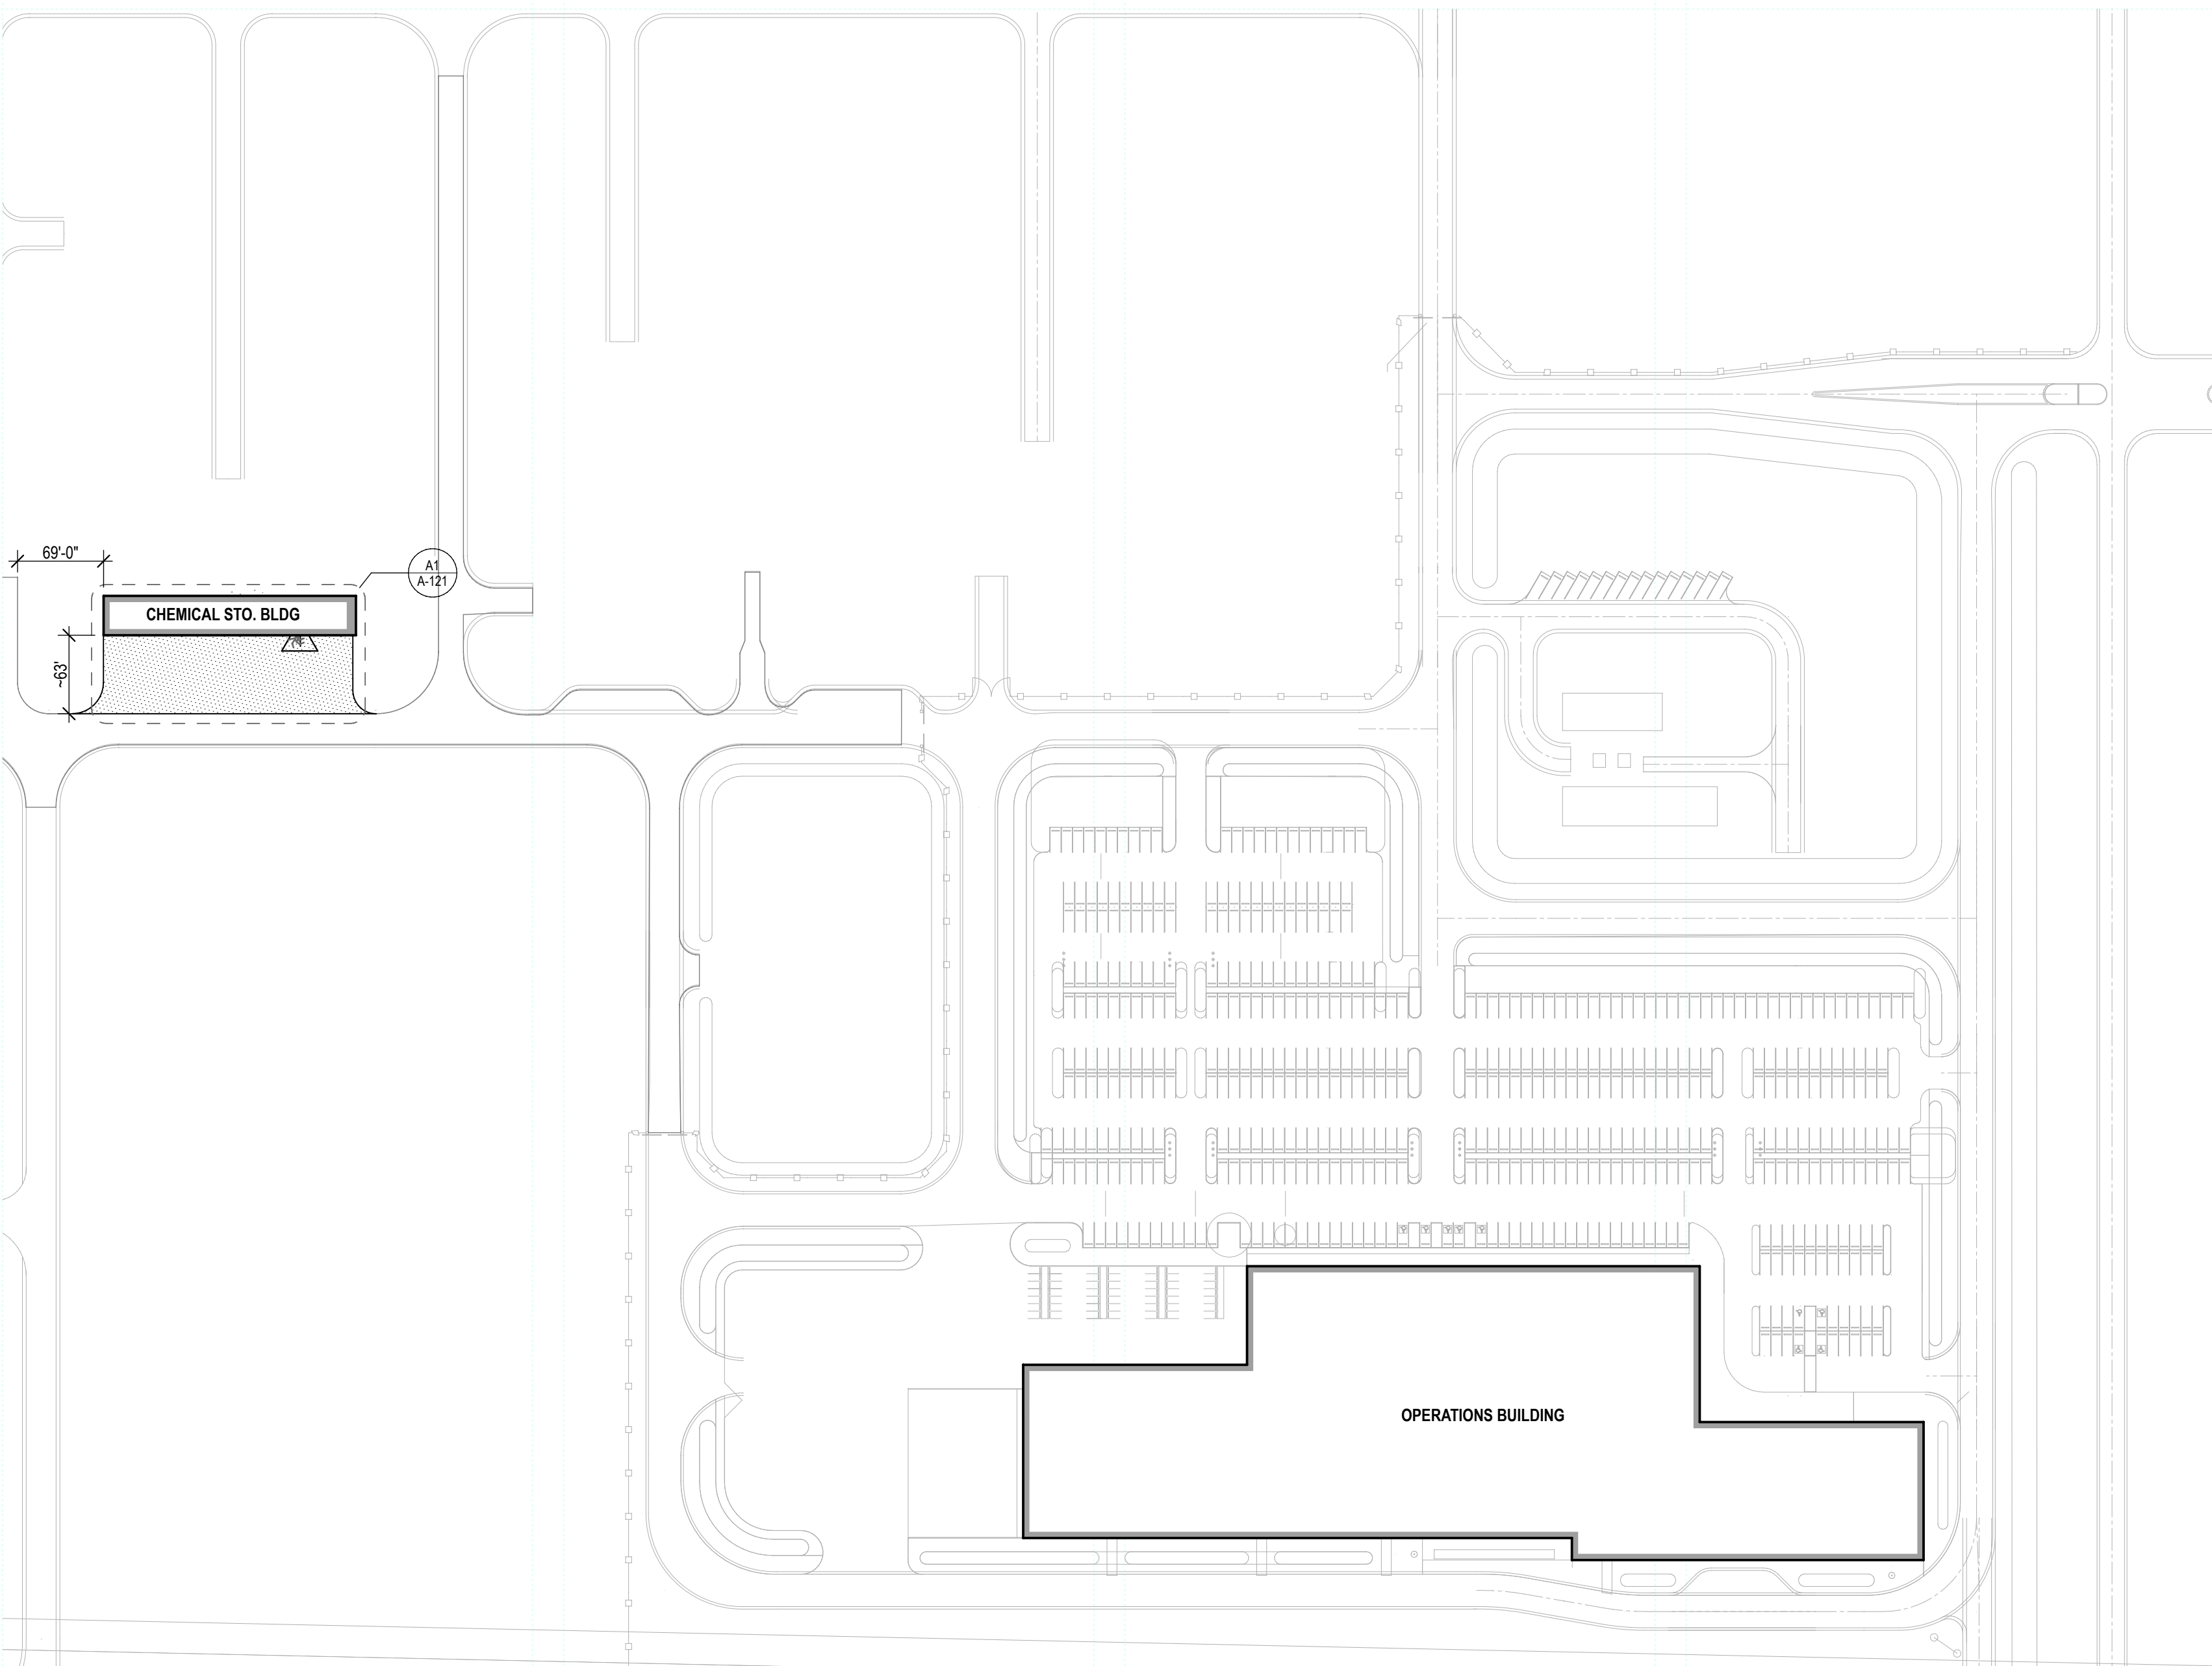 69'-0"
A1
A-121
CHEMICAL STO. BLDG
~63'
OPERATIONS BUILDING